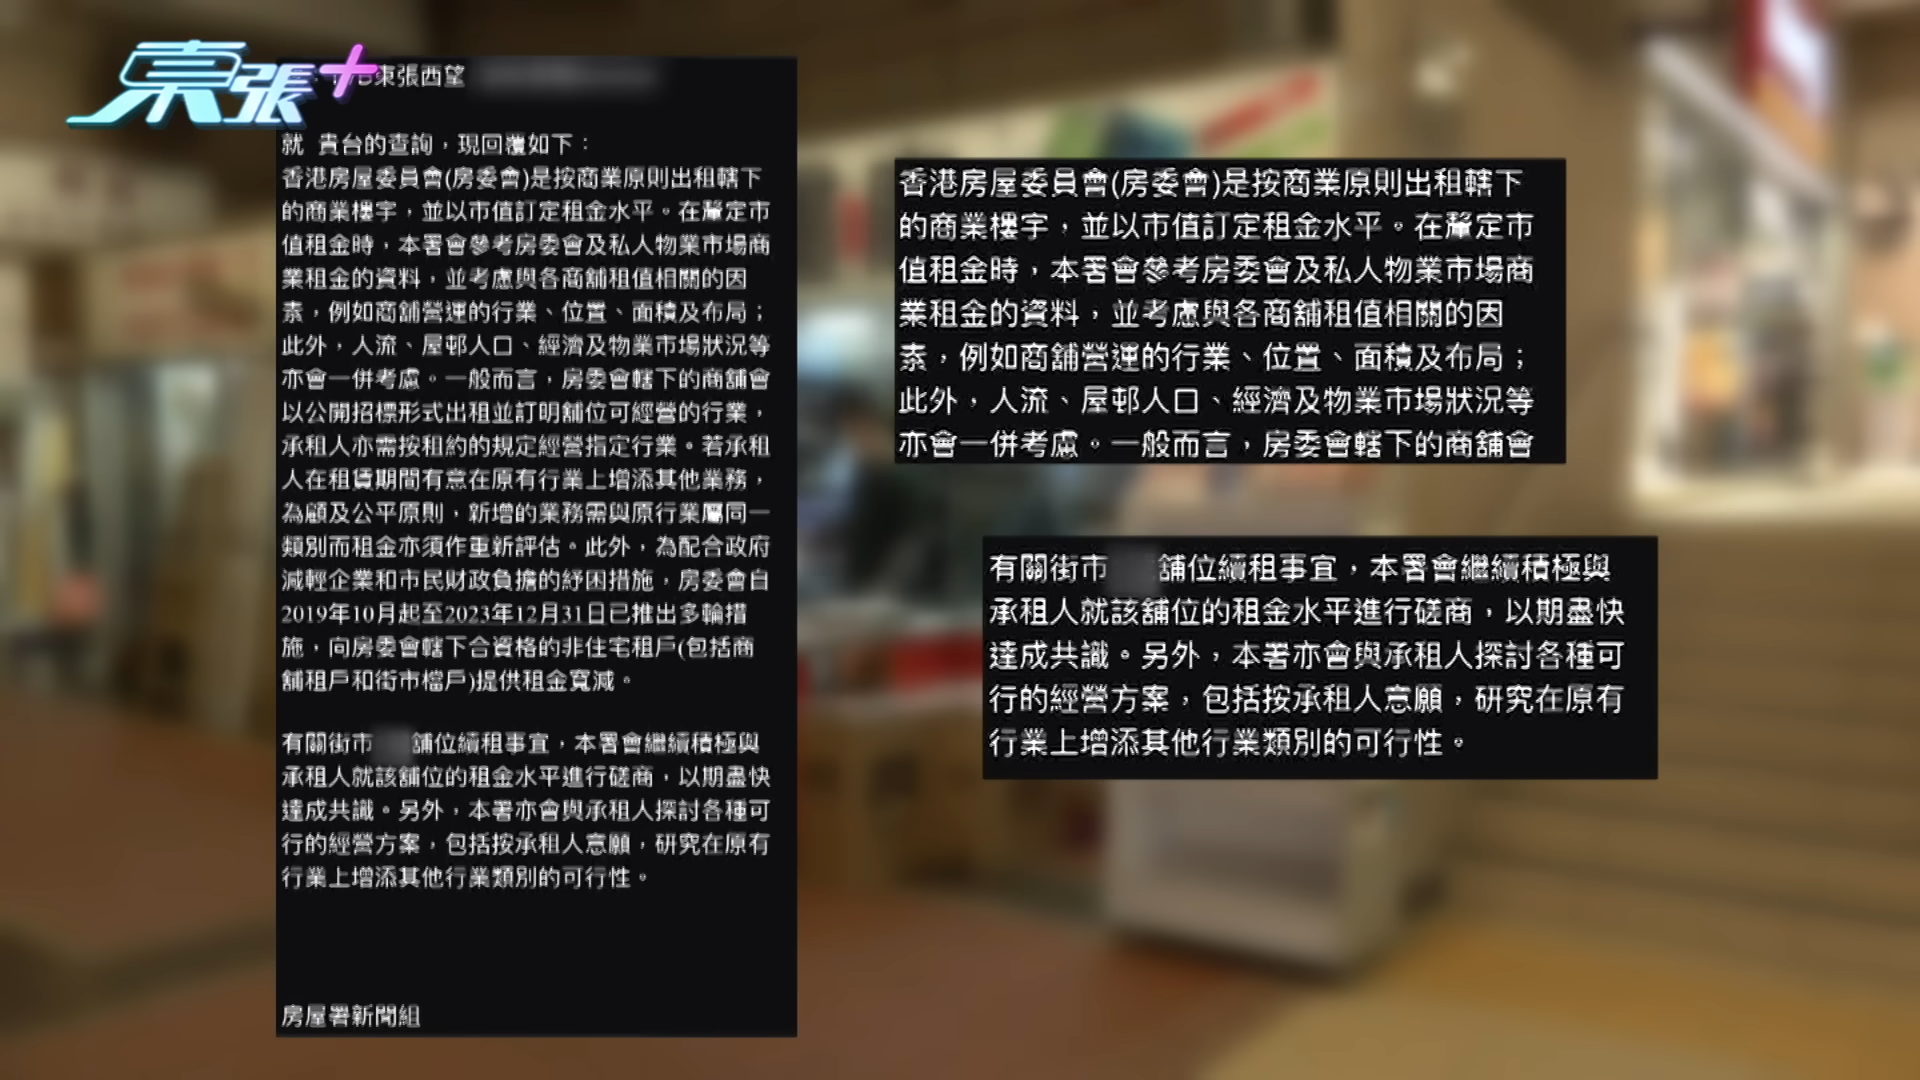 東張+
東張西望
就 貴台的查詢，現回覆如下：
香港房屋委員會(房委會)是按商業原則出租轄下
的商業樓宇，並以市值訂定租金水平。在釐定市
值租金時，本署會參考房委會及私人物業市場商
業租金的資料，並考慮與各商舖租值相關的因
素，例如商舖營運的行業、位置、面積及布局；
此外，人流、屋邨人口、經濟及物業市場狀況等
亦會一併考慮。一般而言，房委會轄下的商舖會
以公開招標形式出租並訂明舖位可經營的行業，
承租人亦需按租約的規定經營指定行業。若承租
人在租賃期間有意在原有行業上增添其他業務，
為顧及公平原則，新增的業務需與原行業屬同一
類別而租金亦須作重新評估。此外，為配合政府
減輕企業和市民財政負擔的紓困措施，房委會自
2019年10月起至2023年12月31日已推出多輪措
施，向房委會轄下合資格的非住宅租戶(包括商
舖租戶和街市檔戶)提供租金寬減。
有關街市 舖位續租事宜，本署會繼續積極與
承租人就該舖位的租金水平進行磋商，以期盡快
達成共識。另外，本署亦會與承租人探討各種可
行的經營方案，包括按承租人意願，研究在原有
行業上增添其他行業類別的可行性。
房屋署新聞組
香港房屋委員會(房委會)是按商業原則出租轄下
的商業樓宇，並以市值訂定租金水平。在釐定市
值租金時，本署會參考房委會及私人物業市場商
業租金的資料，並考慮與各商舖租值相關的因
素，例如商舖營運的行業、位置、面積及布局；
此外，人流、屋邨人口、經濟及物業市場狀況等
亦會一併考慮。一般而言，房委會轄下的商舖會
有關街市 舖位續租事宜，本署會繼續積極與
承租人就該舖位的租金水平進行磋商，以期盡快
達成共識。另外，本署亦會與承租人探討各種可
行的經營方案，包括按承租人意願，研究在原有
行業上增添其他行業類別的可行性。